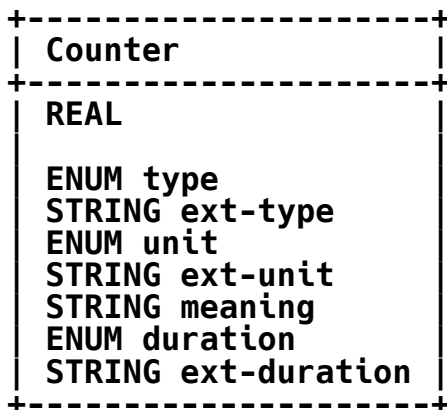 +---------------------+
| Counter             |
+---------------------+
| REAL                |
|                     |
| ENUM type           |
| STRING ext-type     |
| ENUM unit           |
| STRING ext-unit     |
| STRING meaning      |
| ENUM duration       |
| STRING ext-duration |
+---------------------+